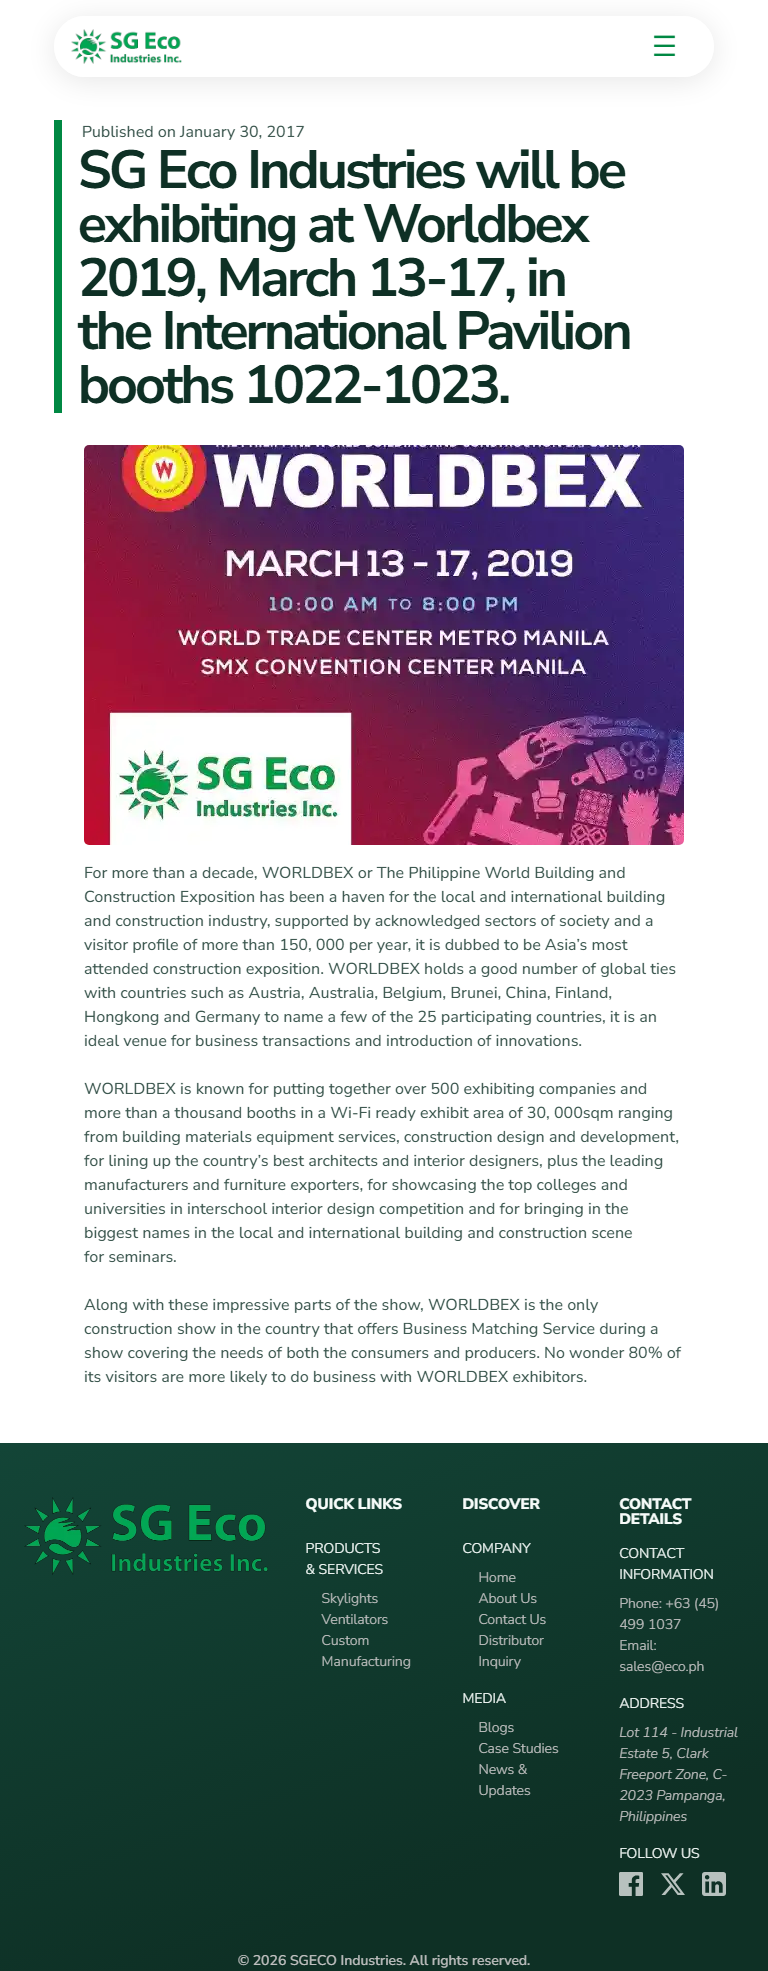 SG Eco
Industries Inc.
☰
Published on January 30, 2017
SG Eco Industries will be
exhibiting at Worldbex
2019, March 13-17, in
the International Pavilion
booths 1022-1023.
THE PHILIPPINE WORLD BUILDING AND CONSTRUCTION EXPOSITION
W
WORLDBEX
MARCH 13 - 17, 2019
10:00 AM TO 8:00 PM
WORLD TRADE CENTER METRO MANILA
SMX CONVENTION CENTER MANILA
SG Eco
Industries Inc.
For more than a decade, WORLDBEX or The Philippine World Building and
Construction Exposition has been a haven for the local and international building
and construction industry, supported by acknowledged sectors of society and a
visitor profile of more than 150, 000 per year, it is dubbed to be Asia’s most
attended construction exposition. WORLDBEX holds a good number of global ties
with countries such as Austria, Australia, Belgium, Brunei, China, Finland,
Hongkong and Germany to name a few of the 25 participating countries, it is an
ideal venue for business transactions and introduction of innovations.
WORLDBEX is known for putting together over 500 exhibiting companies and
more than a thousand booths in a Wi-Fi ready exhibit area of 30, 000sqm ranging
from building materials equipment services, construction design and development,
for lining up the country’s best architects and interior designers, plus the leading
manufacturers and furniture exporters, for showcasing the top colleges and
universities in interschool interior design competition and for bringing in the
biggest names in the local and international building and construction scene
for seminars.
Along with these impressive parts of the show, WORLDBEX is the only
construction show in the country that offers Business Matching Service during a
show covering the needs of both the consumers and producers. No wonder 80% of
its visitors are more likely to do business with WORLDBEX exhibitors.
SG Eco
Industries Inc.
QUICK LINKS
PRODUCTS
& SERVICES
Skylights
Ventilators
Custom
Manufacturing
DISCOVER
COMPANY
Home
About Us
Contact Us
Distributor
Inquiry
MEDIA
Blogs
Case Studies
News &
Updates
CONTACT
DETAILS
CONTACT
INFORMATION
Phone: +63 (45)
499 1037
Email:
sales@eco.ph
ADDRESS
Lot 114 - Industrial
Estate 5, Clark
Freeport Zone, C-
2023 Pampanga,
Philippines
FOLLOW US
© 2026 SGECO Industries. All rights reserved.